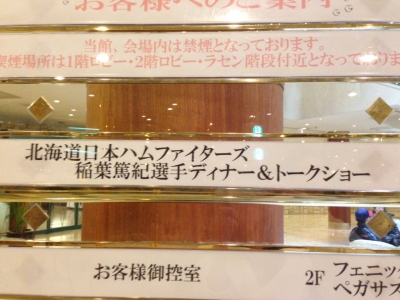 お客様へのご案内
当館、会場内は禁煙となっております。
喫煙場所は1階ロビー・2階ロビー・ラセン階段付近となっておりま
北海道日本ハムファイターズ
稲葉篤紀選手ディナー&トークショー
お客様御控室 2F フェニッ
ペガサス